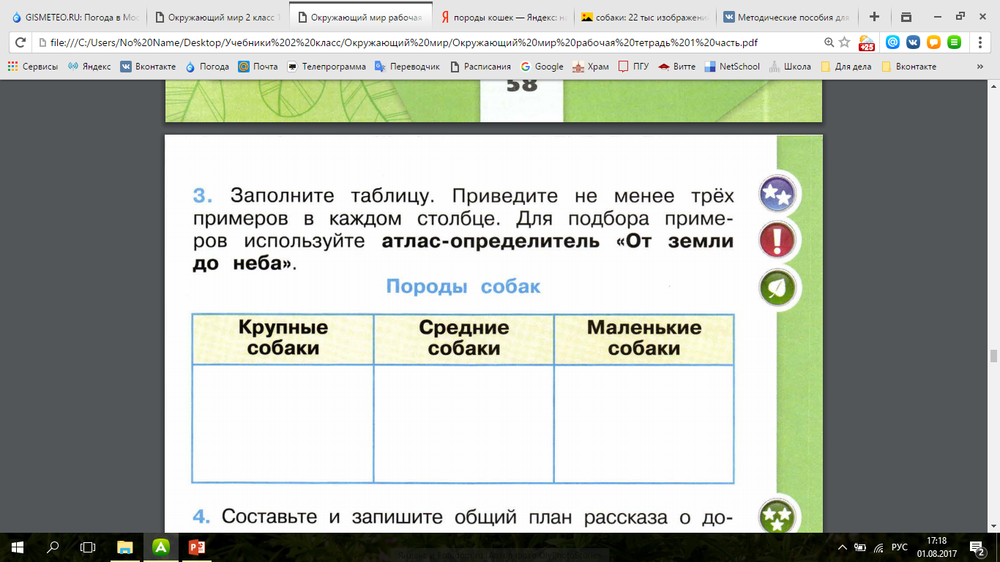 GISMETEO.RU: Погода в Мос
Окружающий мир 2 класс 1
Окружающий мир рабочая
породы кошек — Яндекс: на
собаки: 22 тыс изображени
Методические пособия для
file:///C:/Users/No%20Name/Desktop/Учебники%202%20класс/Окружающий%20мир/Окружающий%20мир%20рабочая%20тетрадь%201%20часть.pdf
+25
Сервисы Яндекс Вконтакте Погода Почта Телепрограмма Переводчик Расписания Google Храм ПГУ Витте NetSchool Школа Для дела Вконтакте »
58
3. Заполните таблицу. Приведите не менее трёх
примеров в каждом столбце. Для подбора приме-
ров используйте атлас-определитель «От земли
до неба».
Породы собак
Крупные
собаки
Средние
собаки
Маленькие
собаки
4. Составьте и запишите общий план рассказа о до-
РУС
17:18
01.08.2017
2